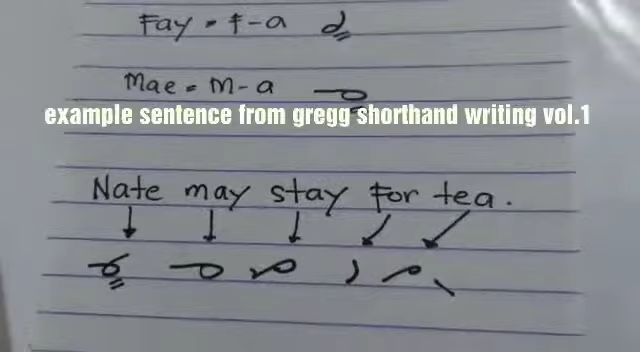 Fay = f-a
Mae = m-a
example sentence from gregg shorthand writing vol.1
Nate may stay for tea.